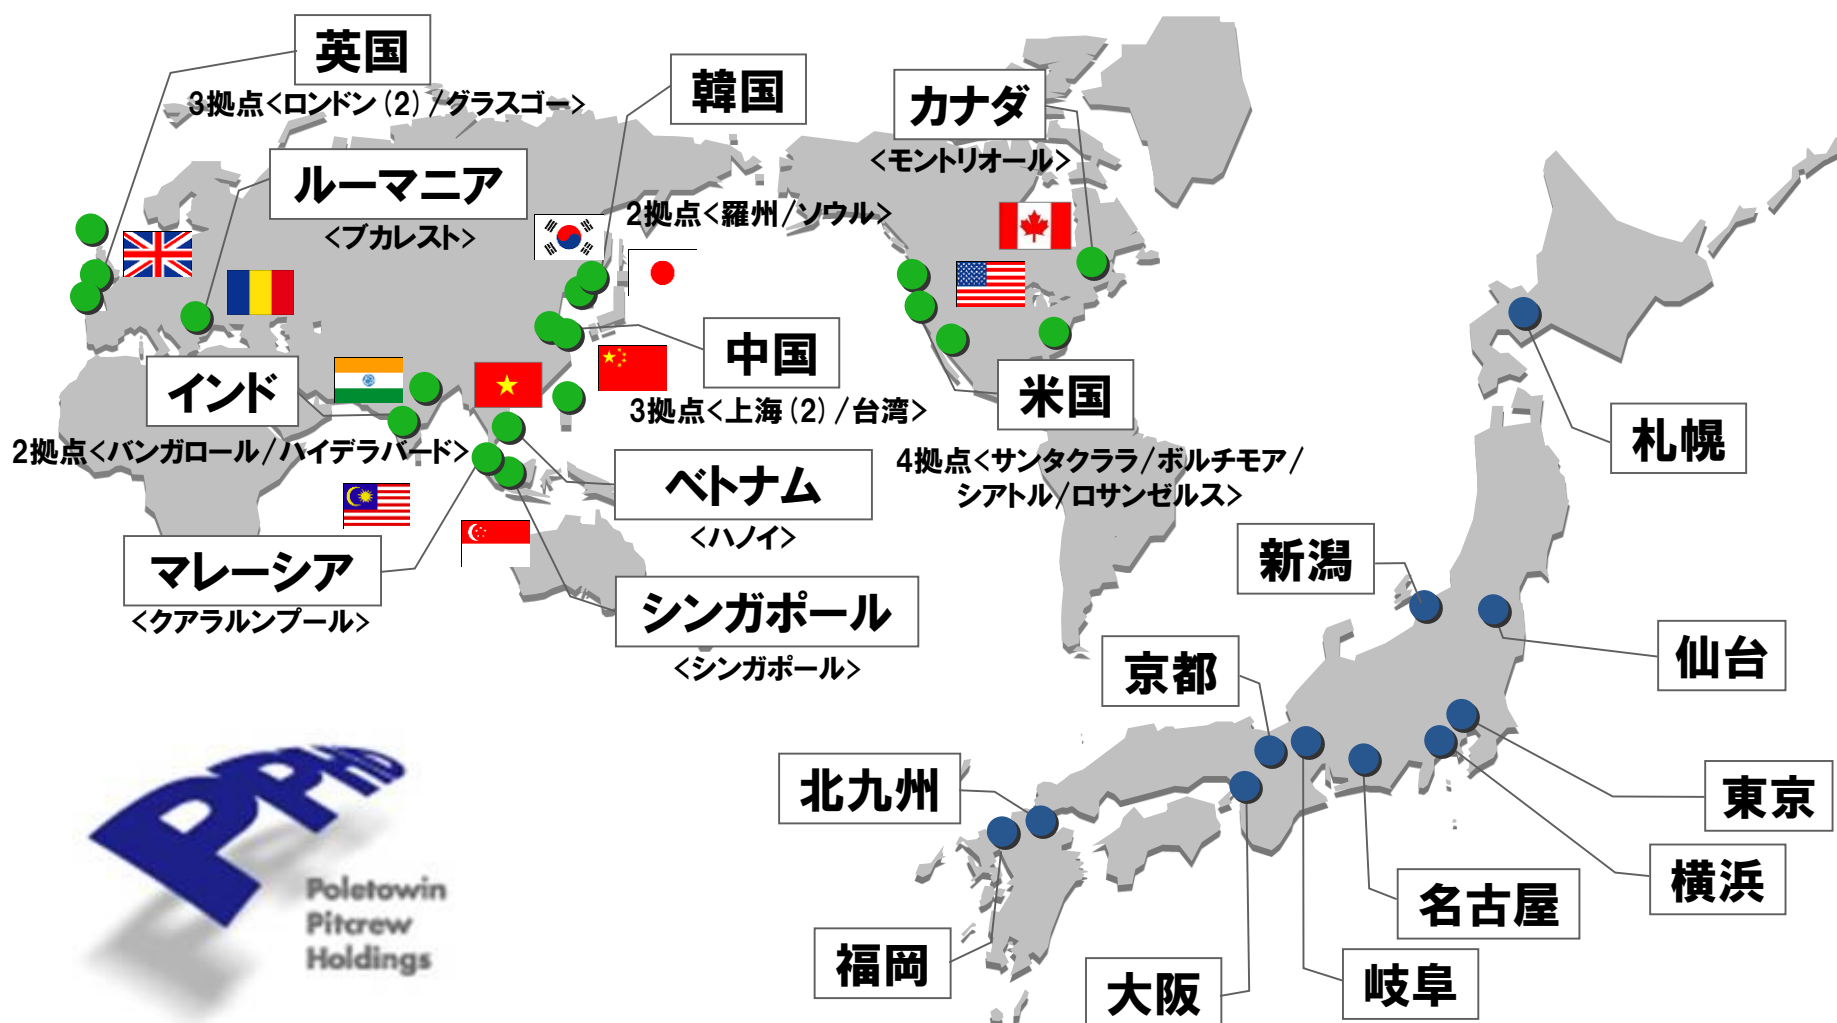 英国
3拠点<ロンドン(2)/グラスゴー>
韓国
2拠点<羅州/ソウル>
カナダ
<モントリオール>
ルーマニア
<ブカレスト>
中国
3拠点<上海(2)/台湾>
米国
4拠点<サンタクララ/ボルチモア/
シアトル/ロサンゼルス>
インド
2拠点<バンガロール/ハイデラバード>
ベトナム
<ハノイ>
マレーシア
<クアラルンプール>
シンガポール
<シンガポール>
札幌
新潟
仙台
京都
東京
北九州
横浜
名古屋
福岡
岐阜
大阪
PPHD
Poletowin
Pitcrew
Holdings